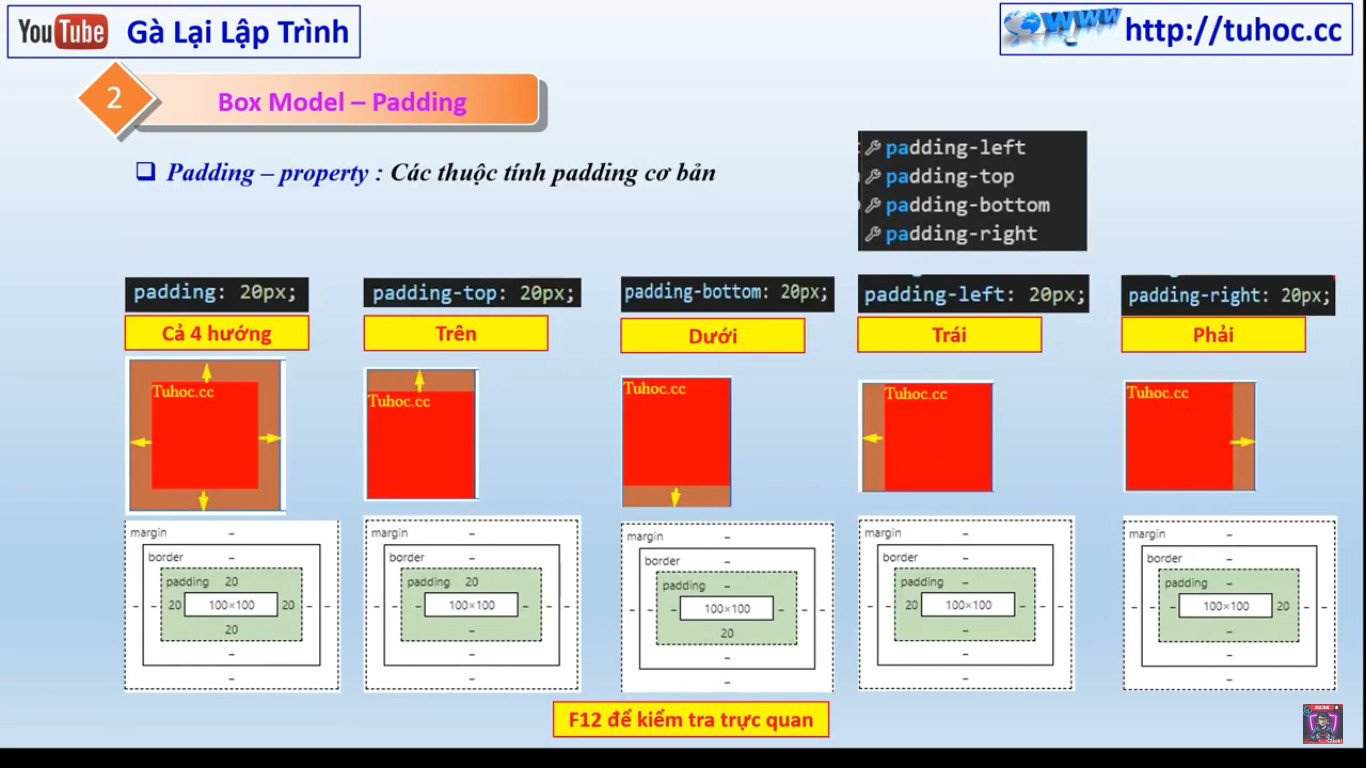 YouTube Gà Lại Lập Trình
www http://tuhoc.cc
2 Box Model – Padding
Padding – property : Các thuộc tính padding cơ bản
padding-left
padding-top
padding-bottom
padding-right
padding: 20px;
Cả 4 hướng
Tuhoc.cc
margin –
border –
padding 20
– – 20 100×100 20 – –
20
–
–
padding-top: 20px;
Trên
Tuhoc.cc
margin –
border –
padding 20
– – – 100×100 – – –
–
–
–
padding-bottom: 20px;
Dưới
Tuhoc.cc
margin –
border –
padding –
– – – 100×100 – – –
20
–
–
padding-left: 20px;
Trái
Tuhoc.cc
margin –
border –
padding –
– – 20 100×100 – – –
–
–
–
padding-right: 20px;
Phải
Tuhoc.cc
margin –
border –
padding –
– – – 100×100 20 – –
–
–
–
F12 để kiểm tra trực quan